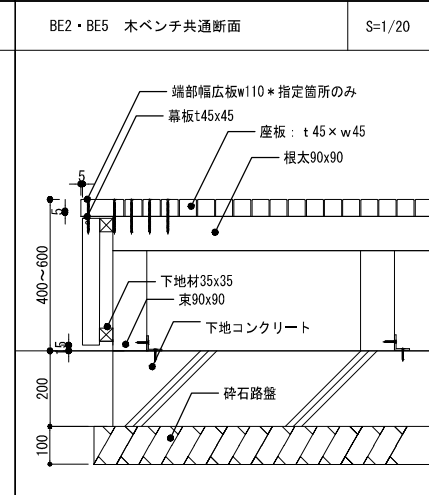 BE2・BE5 木ベンチ共通断面
S=1/20
端部幅広板w110＊指定箇所のみ
幕板t45x45
座板：ｔ45×ｗ45
根太90x90
5
5
400～600
下地材35x35
束90x90
15
下地コンクリート
200
砕石路盤
100